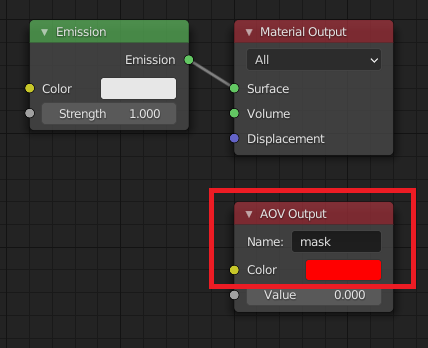 Emission
Emission
Color
Strength 1.000
Material Output
All
Surface
Volume
Displacement
AOV Output
Name: mask
Color
Value 0.000